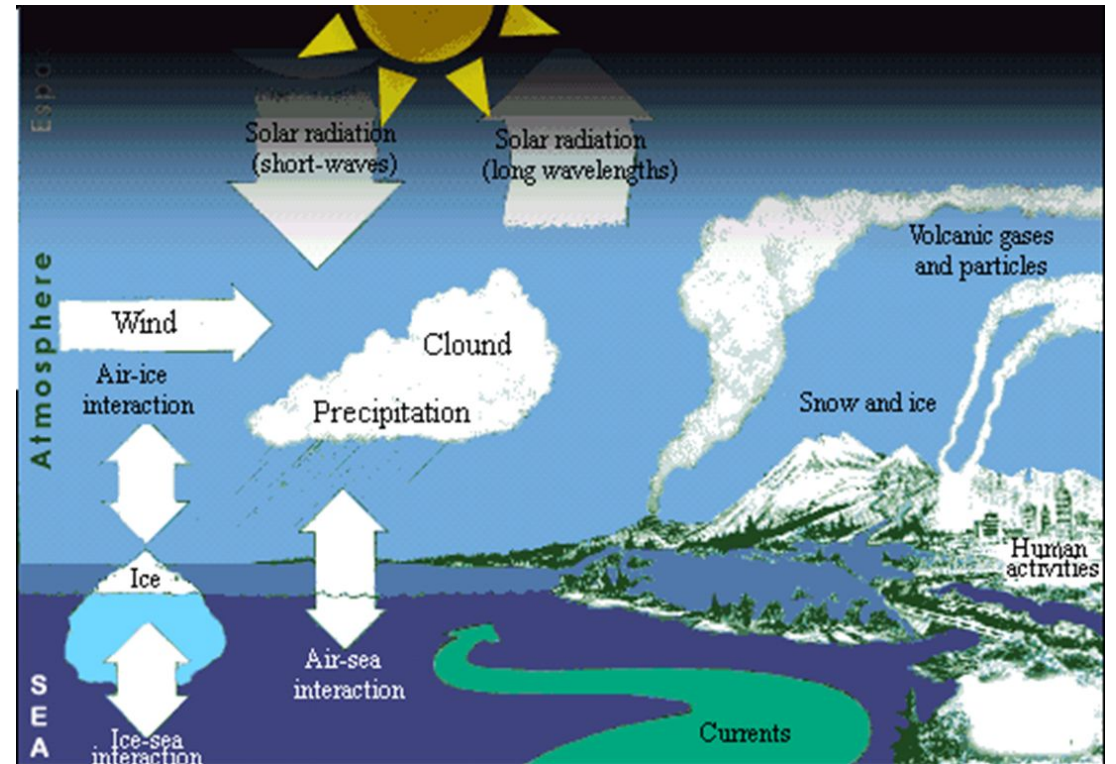 Espac
Solar radiation
(short-waves)
Solar radiation
(long wavelengths)
Volcanic gases
and particles
Atmosphere
Wind
Clound
Air-ice
interaction
Precipitation
Snow and ice
Human
activities
Ice
Air-sea
interaction
SEA
Ice-sea
interaction
Currents